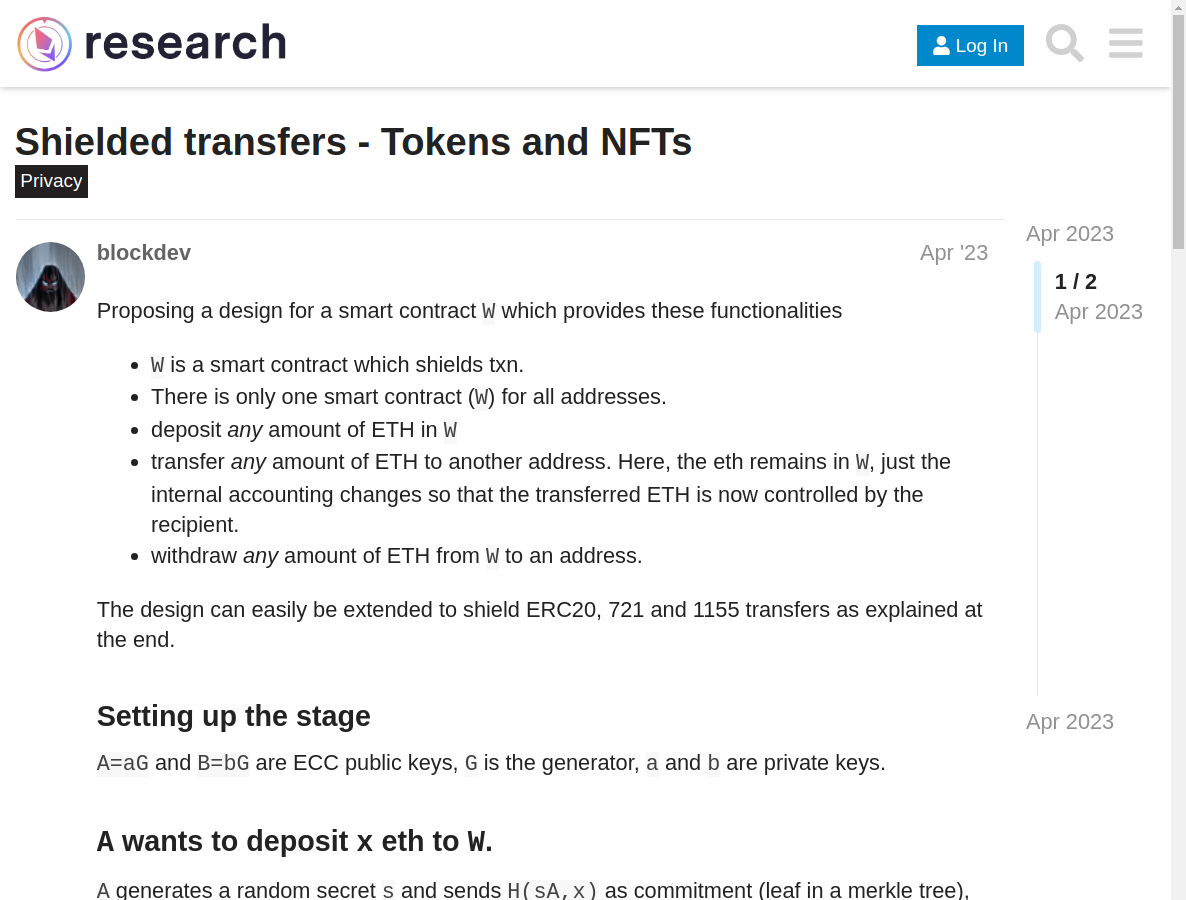 research
Log In
Shielded transfers - Tokens and NFTs
Privacy
blockdev
Apr '23
Proposing a design for a smart contract W which provides these functionalities
W is a smart contract which shields txn.
There is only one smart contract (W) for all addresses.
deposit any amount of ETH in W
transfer any amount of ETH to another address. Here, the eth remains in W, just the
internal accounting changes so that the transferred ETH is now controlled by the
recipient.
withdraw any amount of ETH from W to an address.
The design can easily be extended to shield ERC20, 721 and 1155 transfers as explained at
the end.
Setting up the stage
A=aG and B=bG are ECC public keys, G is the generator, a and b are private keys.
A wants to deposit x eth to W.
A generates a random secret s and sends H(sA,x) as commitment (leaf in a merkle tree),
Apr 2023
1 / 2
Apr 2023
Apr 2023